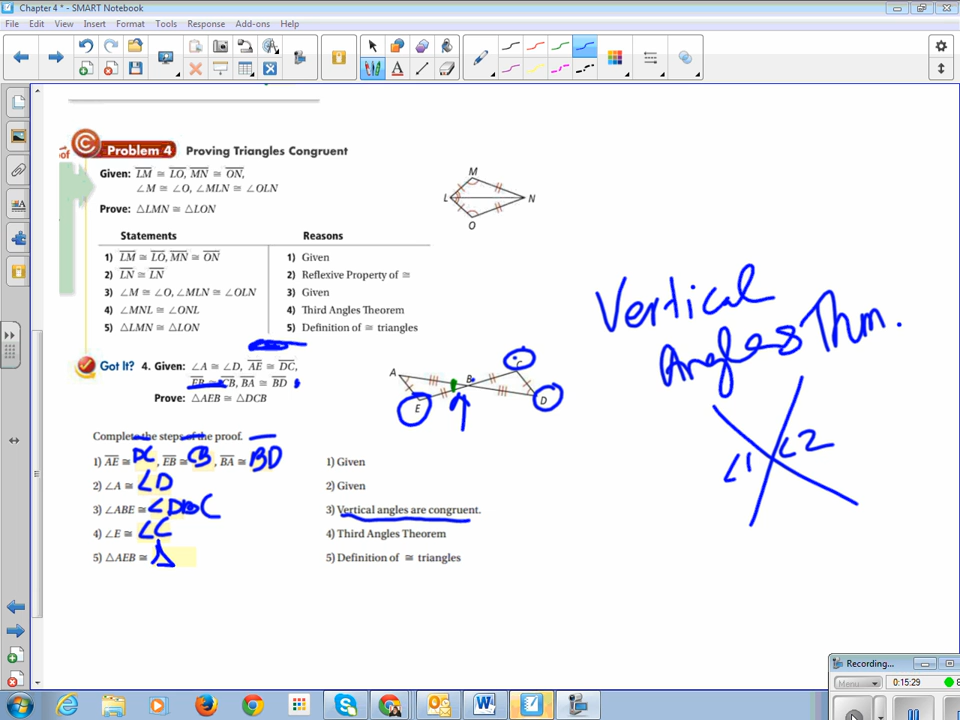 Chapter 4 * - SMART Notebook
File Edit View Insert Format Tools Response Add-ons Help
Problem 4 Proving Triangles Congruent
Given: LM ≅ LO, MN ≅ ON,
∠M ≅ ∠O, ∠MLN ≅ ∠OLN
Prove: △LMN ≅ △LON
M
L N
O
Statements Reasons
1) LM ≅ LO, MN ≅ ON 1) Given
2) LN ≅ LN 2) Reflexive Property of ≅
3) ∠M ≅ ∠O, ∠MLN ≅ ∠OLN 3) Given
4) ∠MNL ≅ ∠ONL 4) Third Angles Theorem
5) △LMN ≅ △LON 5) Definition of ≅ triangles
Vertical
Angles Thm.
∠1 ∠2
Got It? 4. Given: ∠A ≅ ∠D, AE ≅ DC,
EB ≅ CB, BA ≅ BD
Prove: △AEB ≅ △DCB
A B C
E D
Complete the steps of the proof.
1) AE ≅ DC, EB ≅ CB, BA ≅ BD 1) Given
2) ∠A ≅ ∠D 2) Given
3) ∠ABE ≅ ∠DBC 3) Vertical angles are congruent.
4) ∠E ≅ ∠C 4) Third Angles Theorem
5) △AEB ≅ △ 5) Definition of ≅ triangles
Recording...
Menu
0:15:29